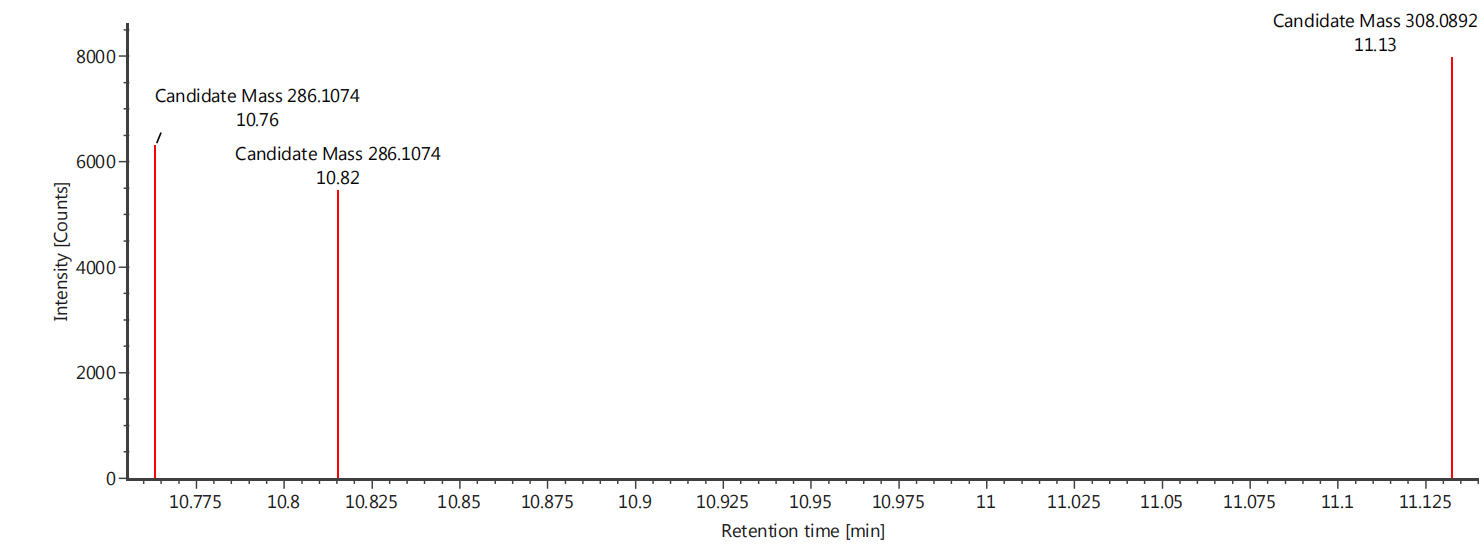 Candidate Mass 308.0892
11.13
Candidate Mass 286.1074
10.76
Candidate Mass 286.1074
10.82
8000
6000
4000
2000
0
Intensity [Counts]
10.775 10.8 10.825 10.85 10.875 10.9 10.925 10.95 10.975 11 11.025 11.05 11.075 11.1 11.125
Retention time [min]